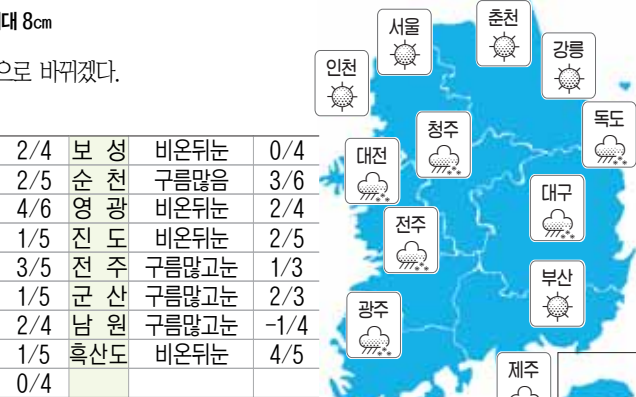 대 8cm
으로 바뀌겠다.
2/4 보 성 비온뒤눈 0/4
2/5 순 천 구름많음 3/6
4/6 영 광 비온뒤눈 2/4
1/5 진 도 비온뒤눈 2/5
3/5 전 주 구름많고눈 1/3
1/5 군 산 구름많고눈 2/3
2/4 남 원 구름많고눈 -1/4
1/5 흑산도 비온뒤눈 4/5
0/4
서울
춘천
강릉
인천
독도
청주
대전
대구
전주
부산
광주
제주